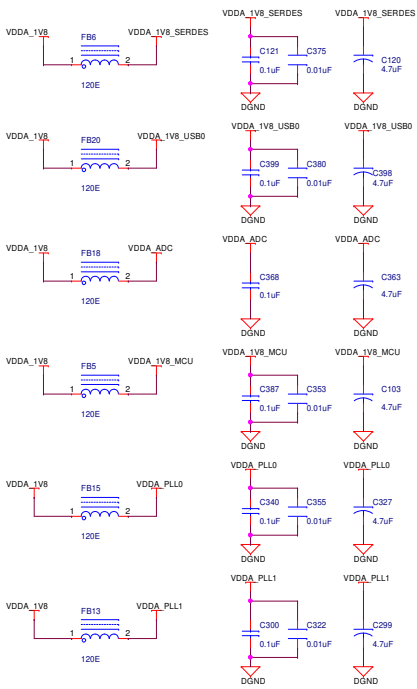 VDDA_1V8 FB6 VDDA_1V8_SERDES VDDA_1V8_SERDES VDDA_1V8_SERDES
1 2 C121 C375 C120
120E 0.1uF 0.01uF 4.7uF
DGND DGND
VDDA_1V8 FB20 VDDA_1V8_USB0 VDDA_1V8_USB0 VDDA_1V8_USB0
1 2 C399 C380 C398
120E 0.1uF 0.01uF 4.7uF
DGND DGND
VDDA_1V8 FB18 VDDA_ADC VDDA_ADC VDDA_ADC
1 2 C368 C363
120E 0.1uF 4.7uF
DGND DGND
VDDA_1V8 FB5 VDDA_1V8_MCU VDDA_1V8_MCU VDDA_1V8_MCU
1 2 C387 C353 C103
120E 0.1uF 0.01uF 4.7uF
DGND DGND
VDDA_1V8 FB15 VDDA_PLL0 VDDA_PLL0 VDDA_PLL0
1 2 C340 C355 C327
120E 0.1uF 0.01uF 4.7uF
DGND DGND
VDDA_1V8 FB13 VDDA_PLL1 VDDA_PLL1 VDDA_PLL1
1 2 C300 C322 C299
120E 0.1uF 0.01uF 4.7uF
DGND DGND